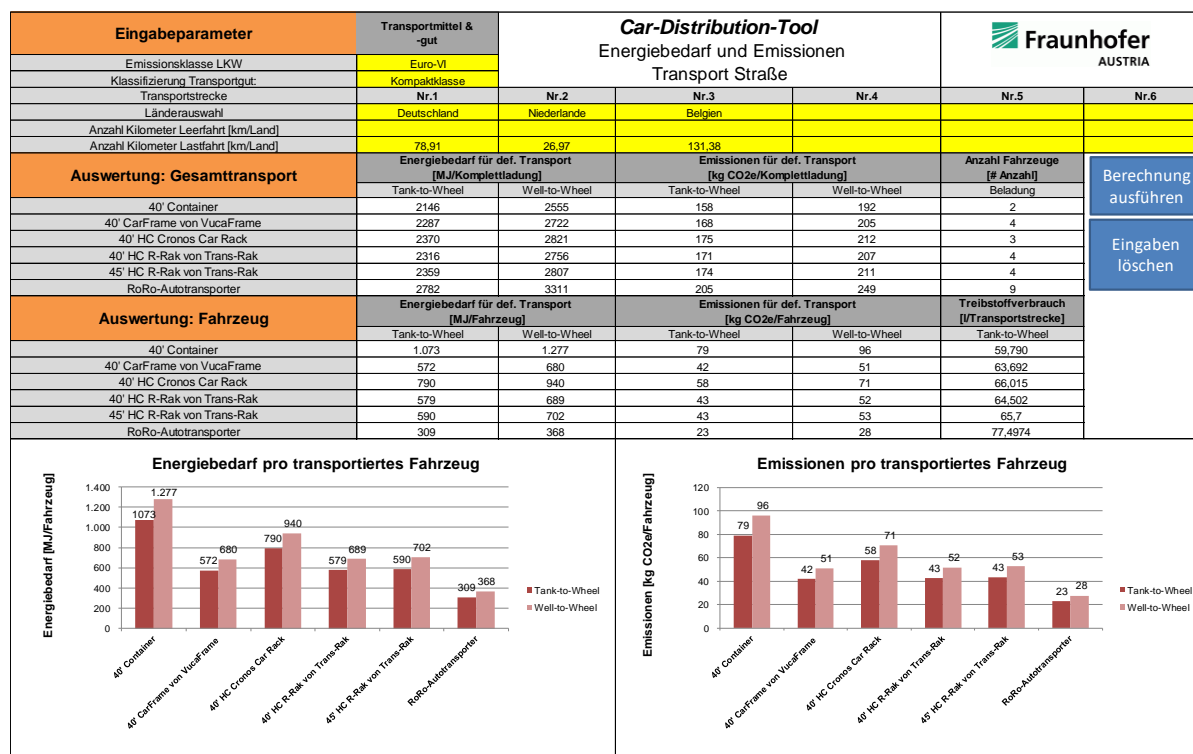 Eingabeparameter
Transportmittel &
-gut
Car-Distribution-Tool
Energiebedarf und Emissionen
Transport Straße
Fraunhofer
AUSTRIA
Emissionsklasse LKW Euro-VI
Klassifizierung Transportgut: Kompaktklasse
Transportstrecke Nr.1 Nr.2 Nr.3 Nr.4 Nr.5 Nr.6
Länderauswahl Deutschland Niederlande Belgien
Anzahl Kilometer Leerfahrt [km/Land]
Anzahl Kilometer Lastfahrt [km/Land] 78,91 26,97 131,38
Auswertung: Gesamttransport
Energiebedarf für def. Transport
[MJ/Komplettladung]
Emissionen für def. Transport
[kg CO2e/Komplettladung]
Anzahl Fahrzeuge
[# Anzahl]
Tank-to-Wheel Well-to-Wheel Tank-to-Wheel Well-to-Wheel Beladung
40' Container 2146 2555 158 192 2
40' CarFrame von VucaFrame 2287 2722 168 205 4
40' HC Cronos Car Rack 2370 2821 175 212 3
40' HC R-Rak von Trans-Rak 2316 2756 171 207 4
45' HC R-Rak von Trans-Rak 2359 2807 174 211 4
RoRo-Autotransporter 2782 3311 205 249 9
Berechnung
ausführen
Eingaben
löschen
Auswertung: Fahrzeug
Energiebedarf für def. Transport
[MJ/Fahrzeug]
Emissionen für def. Transport
[kg CO2e/Fahrzeug]
Treibstoffverbrauch
[l/Transportstrecke]
Tank-to-Wheel Well-to-Wheel Tank-to-Wheel Well-to-Wheel Tank-to-Wheel
40' Container 1.073 1.277 79 96 59,790
40' CarFrame von VucaFrame 572 680 42 51 63,692
40' HC Cronos Car Rack 790 940 58 71 66,015
40' HC R-Rak von Trans-Rak 579 689 43 52 64,502
45' HC R-Rak von Trans-Rak 590 702 43 53 65,7
RoRo-Autotransporter 309 368 23 28 77,4974
Energiebedarf pro transportiertes Fahrzeug
Energiebedarf [MJ/Fahrzeug]
1.400
1.200
1.000
800
600
400
200
0
1073 1.277
572 680
790 940
579 689
590 702
309 368
40' Container
40' CarFrame von VucaFrame
40' HC Cronos Car Rack
40' HC R-Rak von Trans-Rak
45' HC R-Rak von Trans-Rak
RoRo-Autotransporter
Tank-to-Wheel
Well-to-Wheel
Emissionen pro transportiertes Fahrzeug
Emissionen [kg CO2e/Fahrzeug]
120
100
80
60
40
20
0
79 96
42 51
58 71
43 52
43 53
23 28
40' Container
40' CarFrame von VucaFrame
40' HC Cronos Car Rack
40' HC R-Rak von Trans-Rak
45' HC R-Rak von Trans-Rak
RoRo-Autotransporter
Tank-to-Wheel
Well-to-Wheel